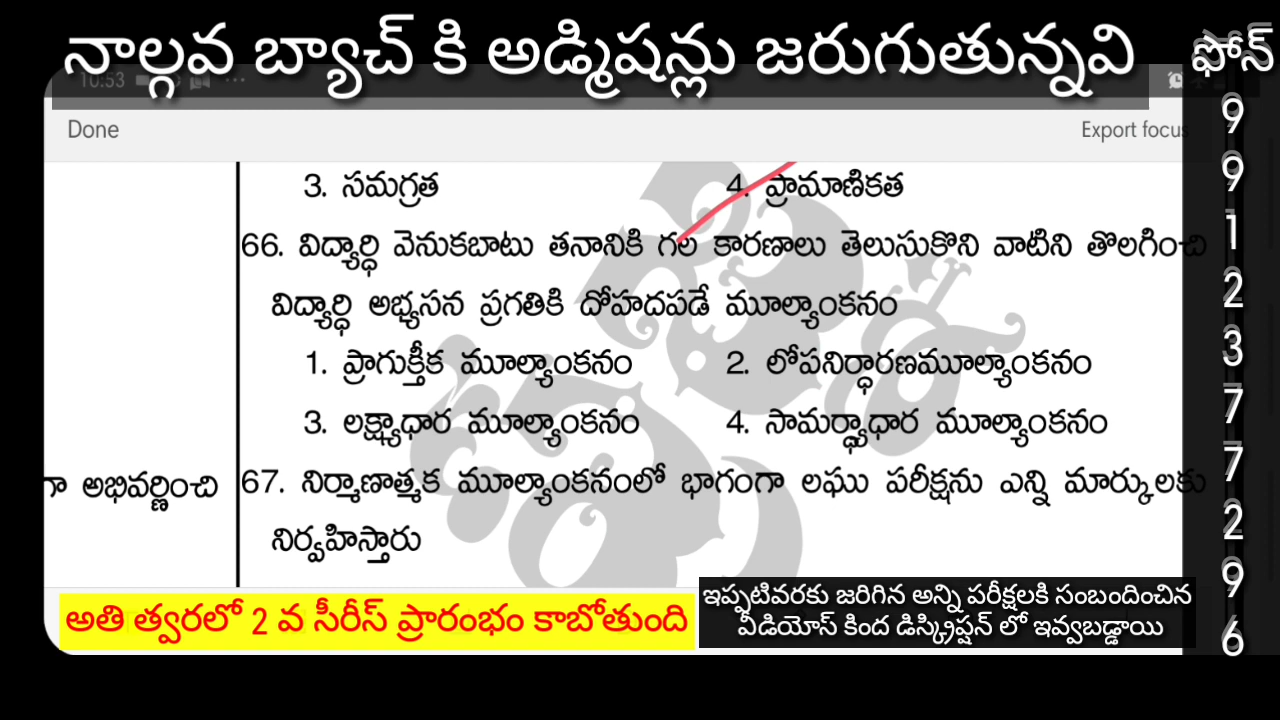 నాల్గవ బ్యాచ్ కి అడ్మిషన్లు జరుగుతున్నవి
ఫోన్
9
9
1
2
3
7
7
2
9
6
10:53
Done
Export focus
3. సమగ్రత 4. ప్రామాణికత
66. విద్యార్థి వెనుకబాటు తనానికి గల కారణాలు తెలుసుకొని వాటిని తొలగించి
విద్యార్థి అభ్యసన ప్రగతికి దోహదపడే మూల్యాంకనం
1. ప్రాగుక్తీక మూల్యాంకనం 2. లోపనిర్ధారణమూల్యాంకనం
3. లక్ష్యాధార మూల్యాంకనం 4. సామర్థ్యాధార మూల్యాంకనం
గా అభివర్ణించి
67. నిర్మాణాత్మక మూల్యాంకనంలో భాగంగా లఘు పరీక్షను ఎన్ని మార్కులకు
నిర్వహిస్తారు
అతి త్వరలో 2 వ సీరీస్ ప్రారంభం కాబోతుంది
ఇప్పటివరకు జరిగిన అన్ని పరీక్షలకి సంబందించిన
వీడియోస్ కింద డిస్క్రిప్షన్ లో ఇవ్వబడ్డాయి